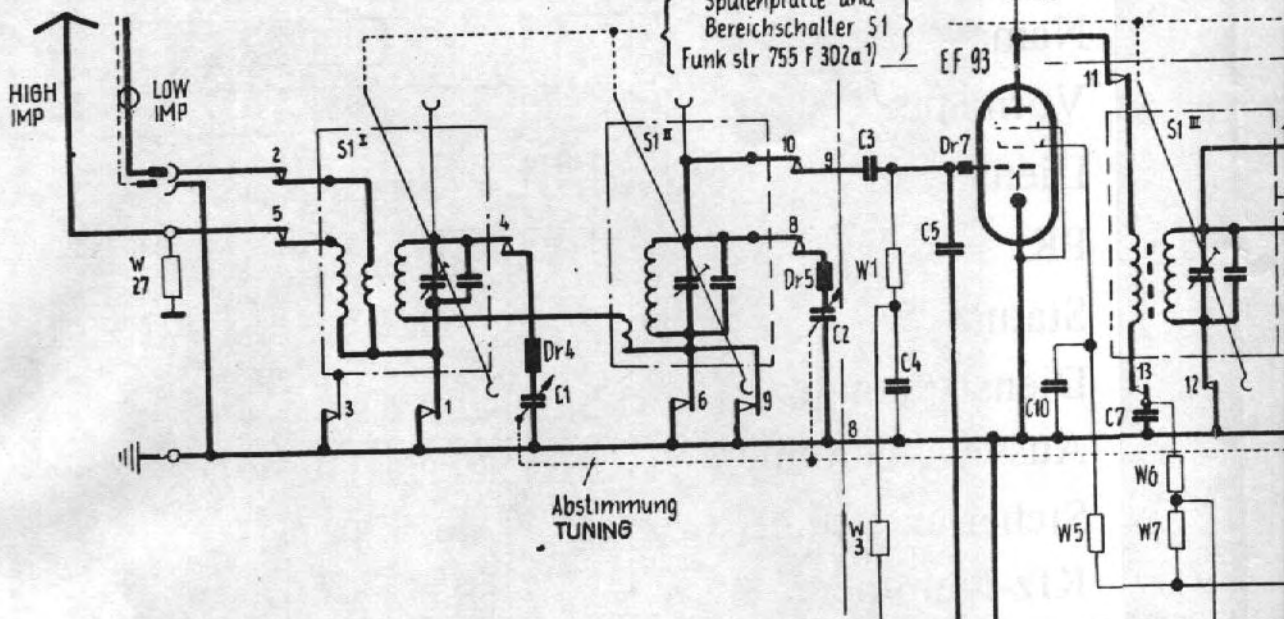 Spulenplatte und
Bereichschalter S1
Funk str 755 F 302a¹)
EF 93
HIGH
IMP
LOW
IMP
S1 I
S1 II
S1 III
2
5
4
3
1
10
9
8
6
9
11
13
12
8
W
27
Dr4
C1
Dr5
C2
C3
Dr7
W1
C5
C4
C10
C7
W6
W
3
W5
W7
Abstimmung
TUNING